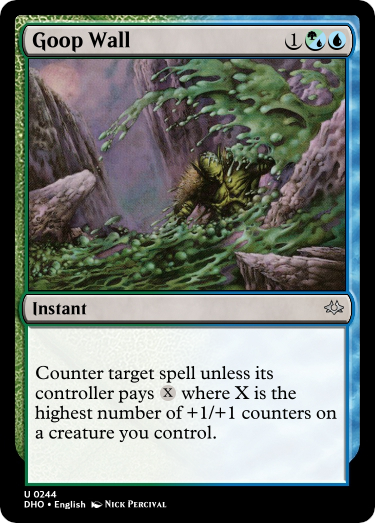 Goop Wall 1
Instant
Counter target spell unless its
controller pays X where X is the
highest number of +1/+1 counters on
a creature you control.
U 0244
DHO • English Nick Percival